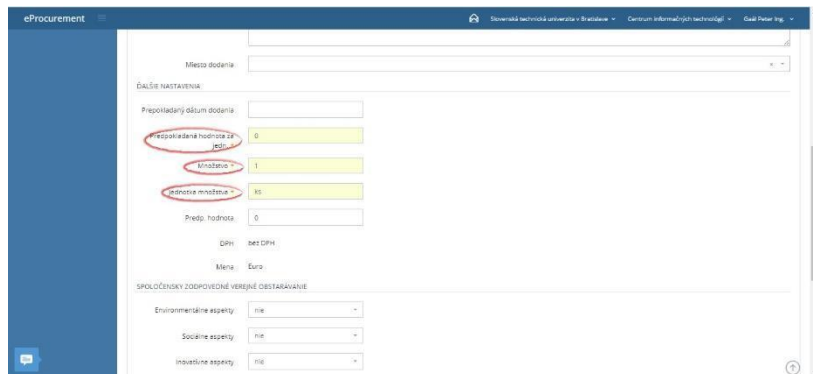 eProcurement
Slovenská technická univerzita v Bratislave
Centrum informačných technológií
Gaál Peter Ing.
Miesto dodania
ĎALŠIE NASTAVENIA
Prepokladaný dátum dodania
Predpokladaná hodnota za
jedn. * 0
Množstvo * 1
Jednotka množstva * ks
Predp. hodnota 0
DPH bez DPH
Mena Euro
SPOLOČENSKY ZODPOVEDNÉ VEREJNÉ OBSTARÁVANIE
Environmentálne aspekty nie
Sociálne aspekty nie
Inovatívne aspekty nie